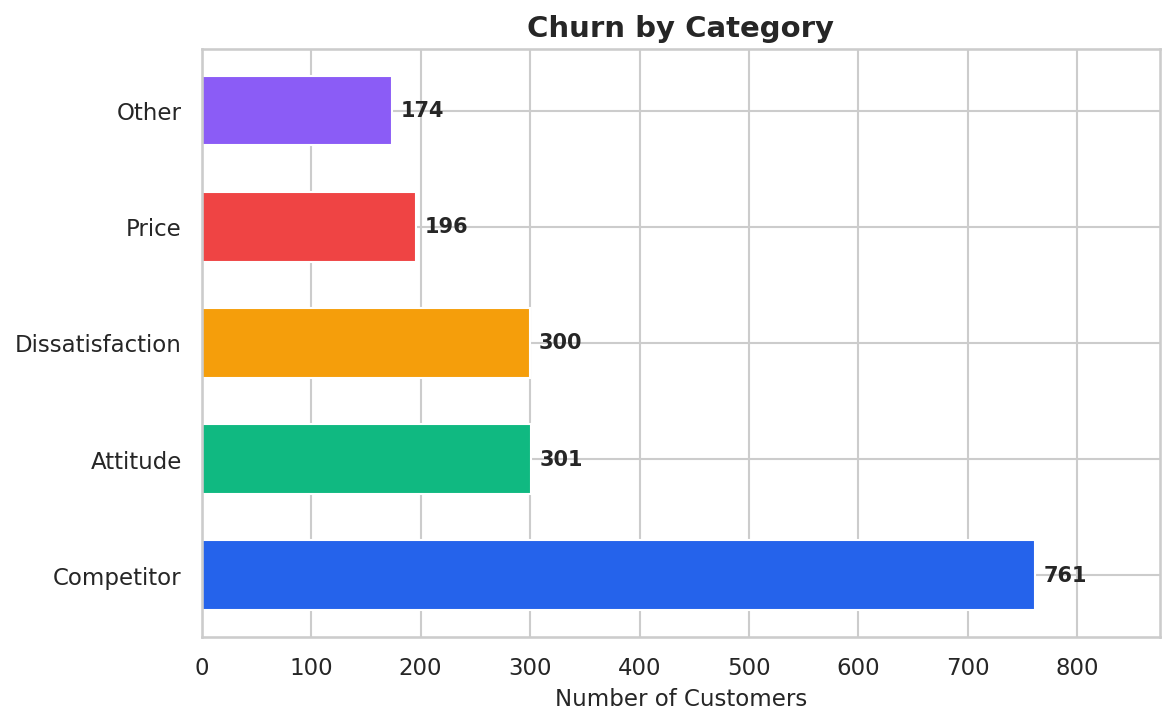 Churn by Category
Other
174
Price
196
Dissatisfaction
300
Attitude
301
Competitor
761
0 100 200 300 400 500 600 700 800
Number of Customers